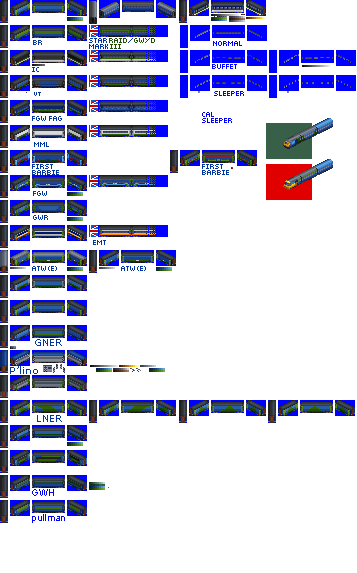 BR
STAR RAID/GWY/D
MARKIII
NORMAL
IC
BUFFET
VT
SLEEPER
FGW FAG
CAL
SLEEPER
MML
FIRST
BARBIE
FIRST
BARBIE
FGW
GWR
EMT
ATW(E)
ATW(E)
GNER
P'lino
LNER
GWH
pullman